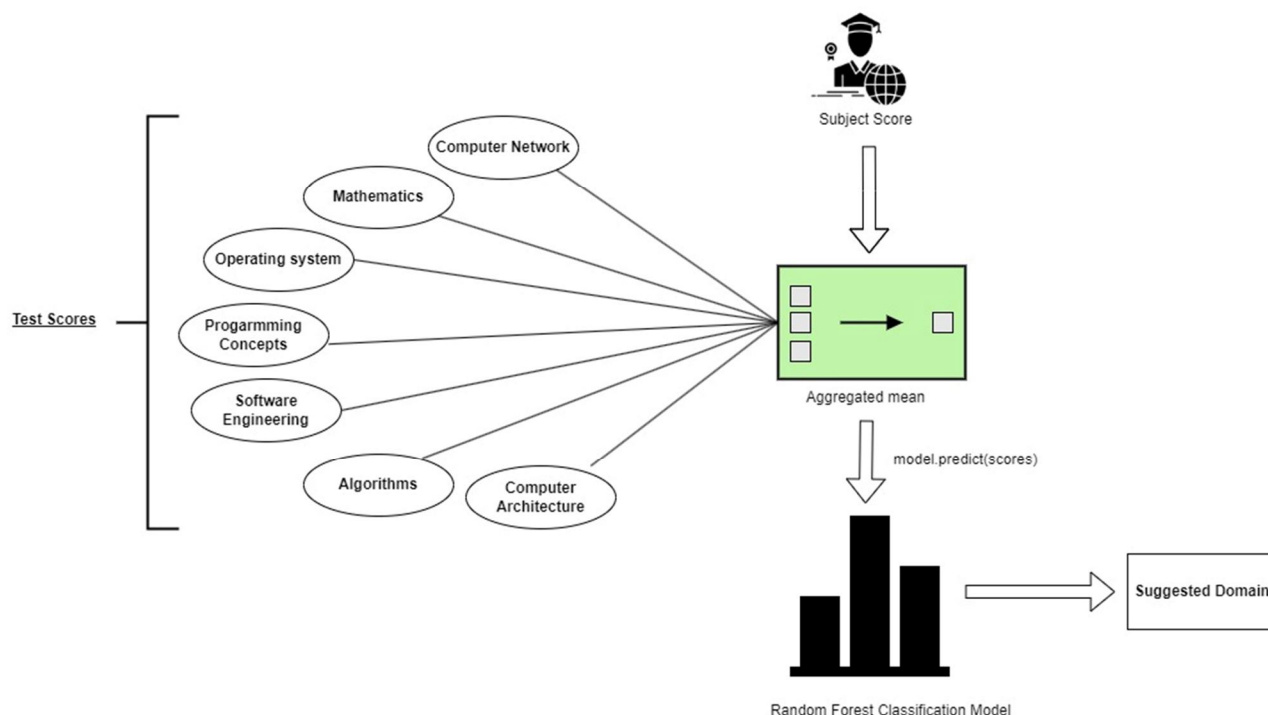 Subject Score
Computer Network
Mathematics
Operating system
Test Scores
Progarmming
Concepts
Software
Engineering
Algorithms
Computer
Architecture
Aggregated mean
model.predict(scores)
Suggested Domain
Random Forest Classification Model